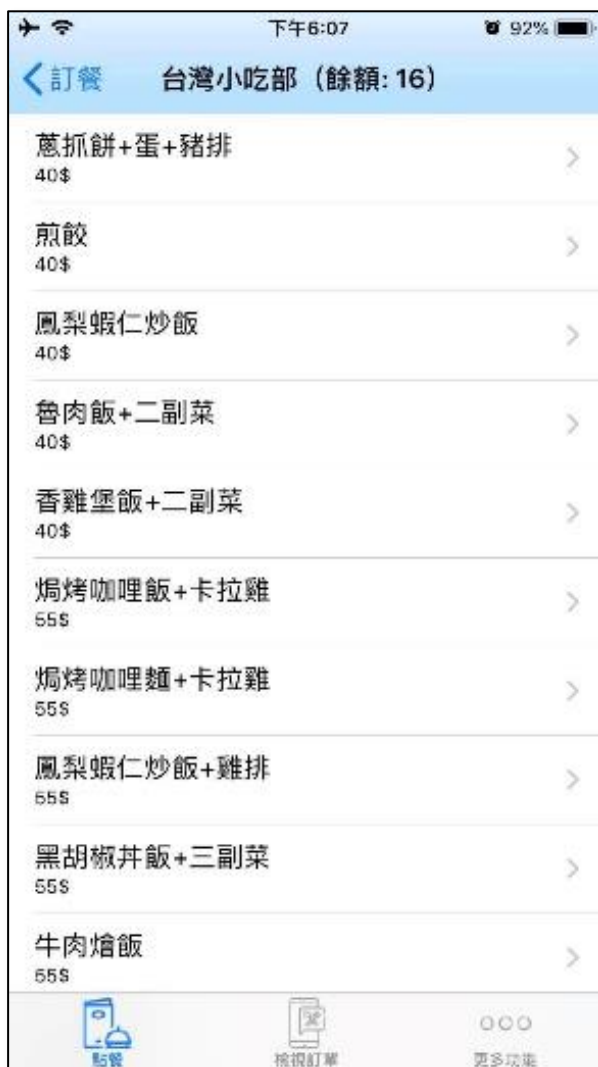 下午6:07
92%
訂餐
台灣小吃部（餘額: 16）
蔥抓餅+蛋+豬排
40$
煎餃
40$
鳳梨蝦仁炒飯
40$
魯肉飯+二副菜
40$
香雞堡飯+二副菜
40$
焗烤咖哩飯+卡拉雞
55$
焗烤咖哩麵+卡拉雞
55$
鳳梨蝦仁炒飯+雞排
55$
黑胡椒丼飯+三副菜
55$
牛肉燴飯
55$
點餐
檢視訂單
更多功能